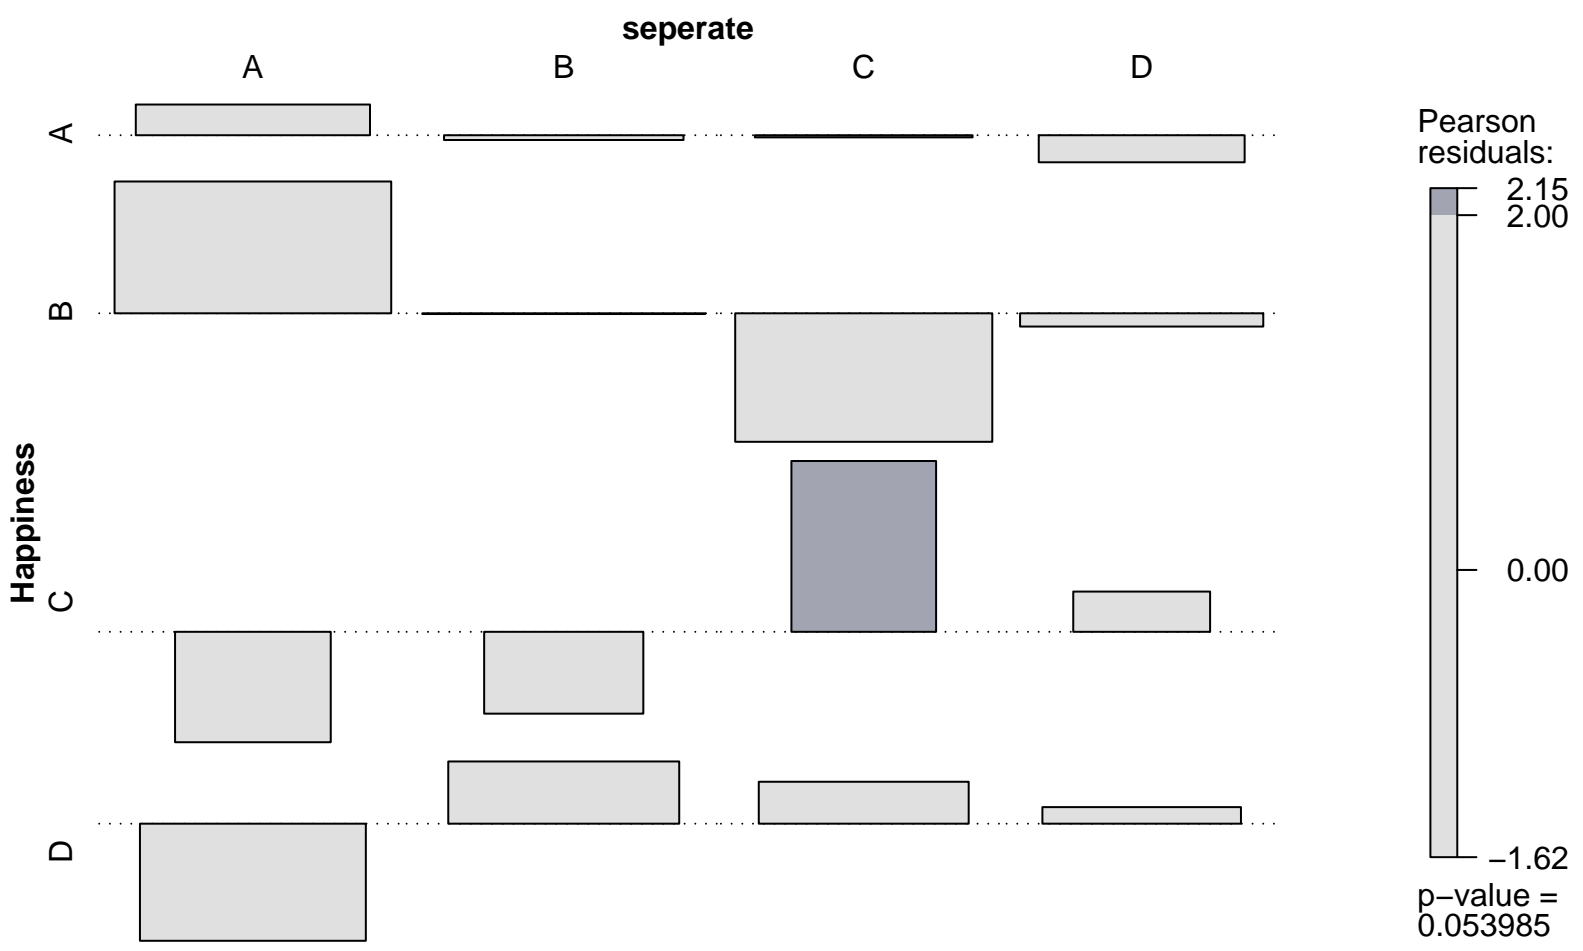 seperate
A B C D
A
B
C
D
Happiness
Pearson
residuals:
2.15
2.00
0.00
−1.62
p−value =
0.053985